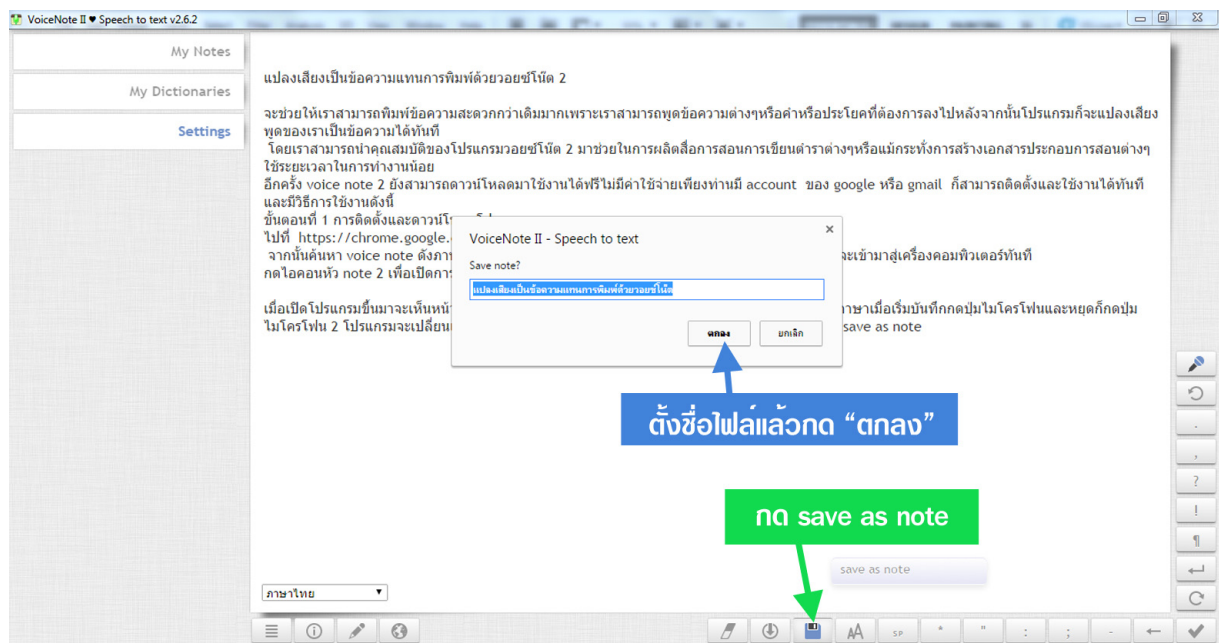 VoiceNote II ♥ Speech to text v2.6.2
My Notes
My Dictionaries
Settings
แปลงเสียงเป็นข้อความแทนการพิมพ์ด้วยวอยซ์โน๊ต 2
จะช่วยให้เราสามารถพิมพ์ข้อความสะดวกกว่าเดิมมากเพราะเราสามารถพูดข้อความต่างๆหรือคำหรือประโยคที่ต้องการลงไปหลังจากนั้นโปรแกรมก็จะแปลงเสียง
พูดของเราเป็นข้อความได้ทันที
โดยเราสามารถนำคุณสมบัติของโปรแกรมวอยซ์โน๊ต 2 มาช่วยในการผลิตสื่อการสอนการเขียนตำราต่างๆหรือแม้กระทั่งการสร้างเอกสารประกอบการสอนต่างๆ
ใช้ระยะเวลาในการทำงานน้อย
อีกครั้ง voice note 2 ยังสามารถดาวน์โหลดมาใช้งานได้ฟรีไม่มีค่าใช้จ่ายเพียงท่านมี account ของ google หรือ gmail ก็สามารถติดตั้งและใช้งานได้ทันที
และมีวิธีการใช้งานดังนี้
ขั้นตอนที่ 1 การติดตั้งและดาวน์
ไปที่ https://chrome.google.
จากนั้นค้นหา voice note ดังภา จะเข้ามาสู่เครื่องคอมพิวเตอร์ทันที
กดไอคอนหัว note 2 เพื่อเปิดการ
เมื่อเปิดโปรแกรมขึ้นมาจะเห็นหน้ ภาษาเมื่อเริ่มบันทึกกดปุ่มไมโครโฟนและหยุดก็กดปุ่ม
ไมโครโฟน 2 โปรแกรมจะเปลี่ยน save as note
VoiceNote II - Speech to text
×
Save note?
แปลงเสียงเป็นข้อความแทนการพิมพ์ด้วยวอยซ์โน๊ต
ตกลง ยกเลิก
ตั้งชื่อไฟล์แล้วกด “ตกลง”
กด save as note
save as note
ภาษาไทย
.
,
?
!
¶
AA SP * " : ; -